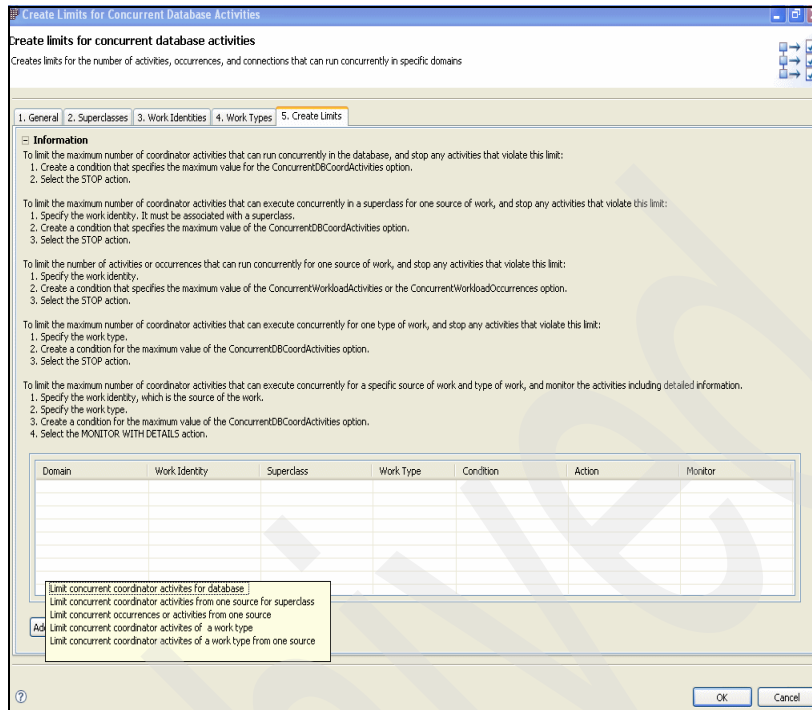 Create Limits for Concurrent Database Activities
Create limits for concurrent database activities
Creates limits for the number of activities, occurrences, and connections that can run concurrently in specific domains
1. General 2. Superclasses 3. Work Identities 4. Work Types 5. Create Limits
Information
To limit the maximum number of coordinator activities that can run concurrently in the database, and stop any activities that violate this limit:
1. Create a condition that specifies the maximum value for the ConcurrentDBCoordActivities option.
2. Select the STOP action.
To limit the maximum number of coordinator activities that can execute concurrently in a superclass for one source of work, and stop any activities that violate this limit:
1. Specify the work identity. It must be associated with a superclass.
2. Create a condition that specifies the maximum value of the ConcurrentDBCoordActivities option.
3. Select the STOP action.
To limit the number of activities or occurrences that can run concurrently for one source of work, and stop any activities that violate this limit:
1. Specify the work identity.
2. Create a condition that specifies the maximum value of the ConcurrentWorkloadActivities or the ConcurrentWorkloadOccurrences option.
3. Select the STOP action.
To limit the maximum number of coordinator activities that can execute concurrently for one type of work, and stop any activities that violate this limit:
1. Specify the work type.
2. Create a condition for the maximum value of the ConcurrentDBCoordActivities option.
3. Select the STOP action.
To limit the maximum number of coordinator activities that can execute concurrently for a specific source of work and type of work, and monitor the activities including detailed information.
1. Specify the work identity, which is the source of the work.
2. Specify the work type.
3. Create a condition for the maximum value of the ConcurrentDBCoordActivities option.
4. Select the MONITOR WITH DETAILS action.
Domain Work Identity Superclass Work Type Condition Action Monitor
Limit concurrent coordinator activites for database
Limit concurrent coordinator activities from one source for superclass
Limit concurrent occurrences or activities from one source
Limit concurrent coordinator activites of a work type
Limit concurrent coordinator activites of a work type from one source
OK Cancel